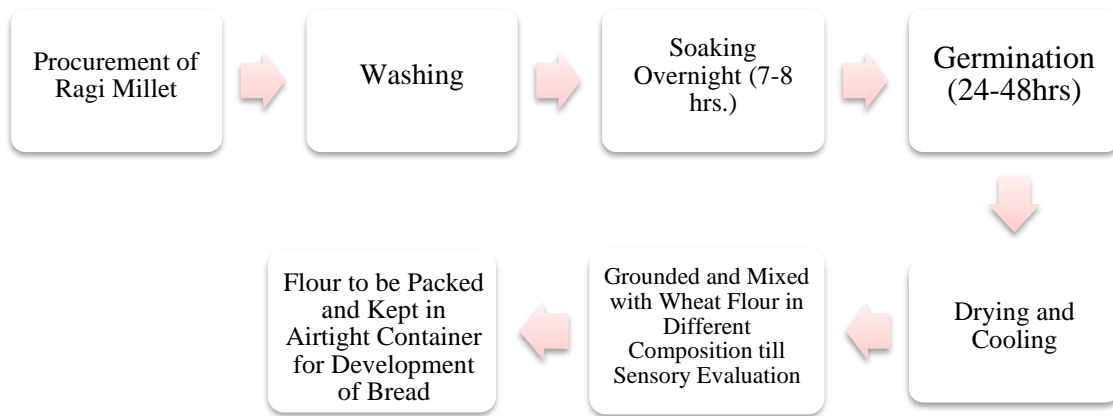 Procurement of
Ragi Millet
Washing
Soaking
Overnight (7-8
hrs.)
Germination
(24-48hrs)
Drying and
Cooling
Grounded and Mixed
with Wheat Flour in
Different
Composition till
Sensory Evaluation
Flour to be Packed
and Kept in
Airtight Container
for Development
of Bread